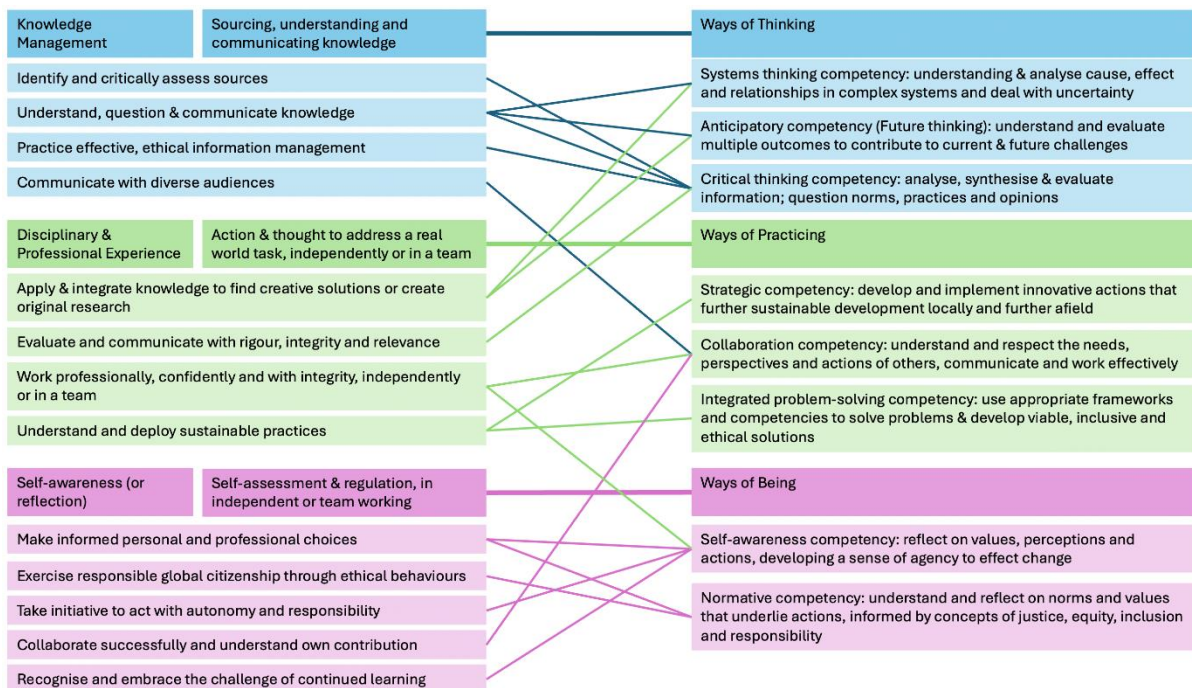 Knowledge
Management
Sourcing, understanding and
communicating knowledge
Identify and critically assess sources
Understand, question & communicate knowledge
Practice effective, ethical information management
Communicate with diverse audiences
Disciplinary &
Professional Experience
Action & thought to address a real
world task, independently or in a team
Apply & integrate knowledge to find creative solutions or create
original research
Evaluate and communicate with rigour, integrity and relevance
Work professionally, confidently and with integrity, independently
or in a team
Understand and deploy sustainable practices
Self-awareness (or
reflection)
Self-assessment & regulation, in
independent or team working
Make informed personal and professional choices
Exercise responsible global citizenship through ethical behaviours
Take initiative to act with autonomy and responsibility
Collaborate successfully and understand own contribution
Recognise and embrace the challenge of continued learning
Ways of Thinking
Systems thinking competency: understanding & analyse cause, effect
and relationships in complex systems and deal with uncertainty
Anticipatory competency (Future thinking): understand and evaluate
multiple outcomes to contribute to current & future challenges
Critical thinking competency: analyse, synthesise & evaluate
information; question norms, practices and opinions
Ways of Practicing
Strategic competency: develop and implement innovative actions that
further sustainable development locally and further afield
Collaboration competency: understand and respect the needs,
perspectives and actions of others, communicate and work effectively
Integrated problem-solving competency: use appropriate frameworks
and competencies to solve problems & develop viable, inclusive and
ethical solutions
Ways of Being
Self-awareness competency: reflect on values, perceptions and
actions, developing a sense of agency to effect change
Normative competency: understand and reflect on norms and values
that underlie actions, informed by concepts of justice, equity, inclusion
and responsibility